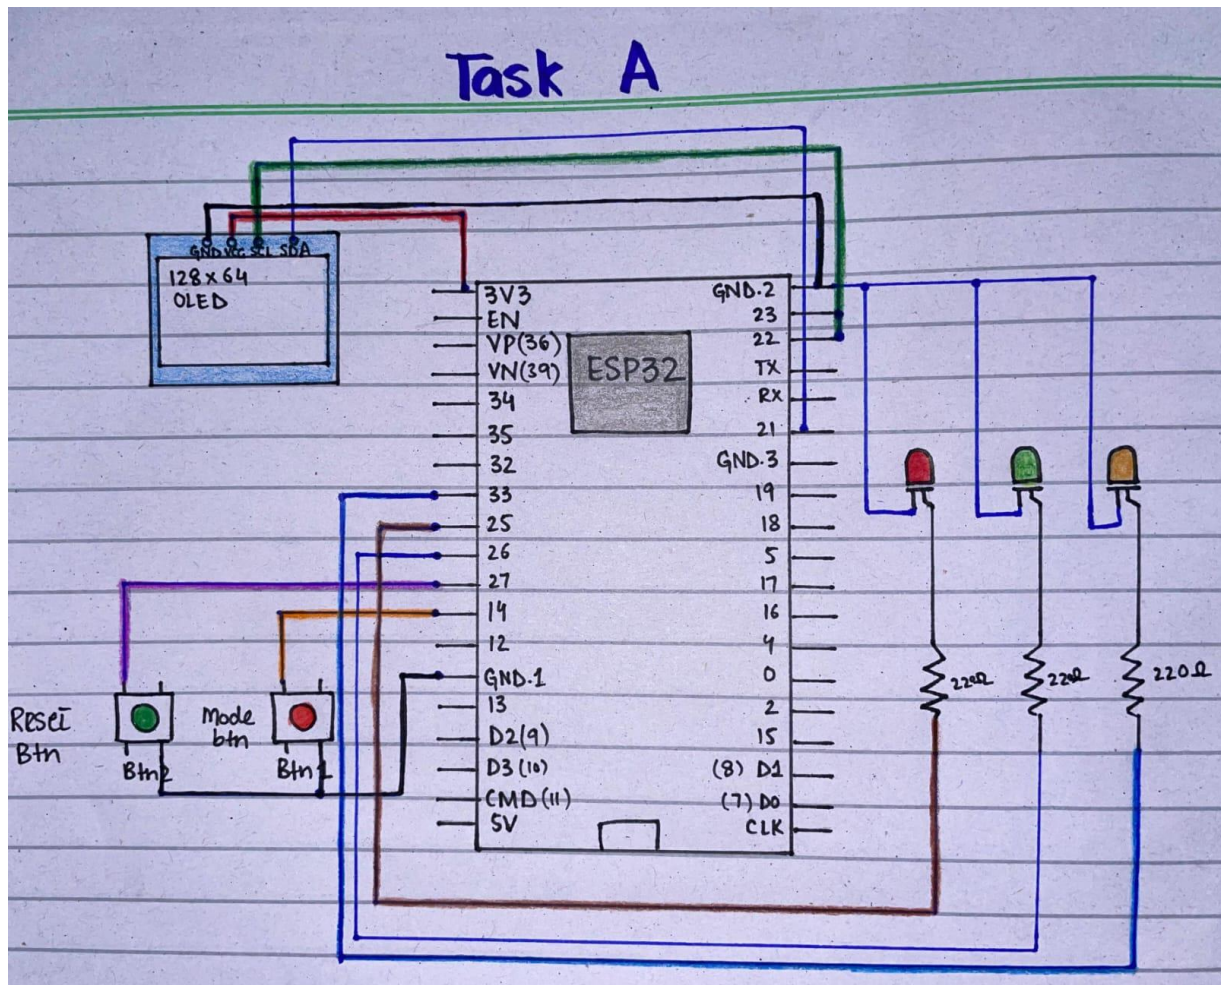 Task A
GND VCC SCL SDA
128x64
OLED
ESP32
3V3
EN
VP(36)
VN(39)
34
35
32
33
25
26
27
14
12
GND.1
13
D2(9)
D3(10)
CMD(11)
5V
GND.2
23
22
TX
RX
21
GND.3
19
18
5
17
16
4
0
2
15
(8) D1
(7) D0
CLK
220Ω
220Ω
220Ω
Reset
Btn
Btn2
Mode
btn
Btn1